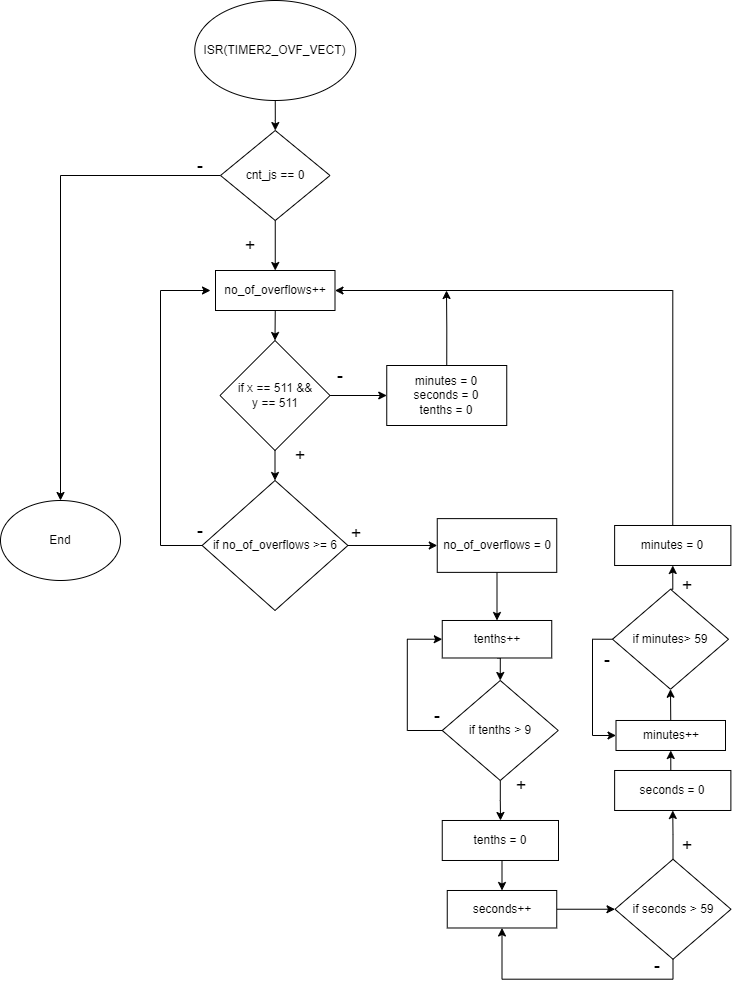 ISR(TIMER2_OVF_VECT)
-
cnt_js == 0
+
no_of_overflows++
if x == 511 &&
y == 511
-
minutes = 0
seconds = 0
tenths = 0
+
End
-
if no_of_overflows >= 6
+
no_of_overflows = 0
minutes = 0
+
tenths++
if minutes> 59
-
-
if tenths > 9
minutes++
+
seconds = 0
tenths = 0
+
seconds++
if seconds > 59
-